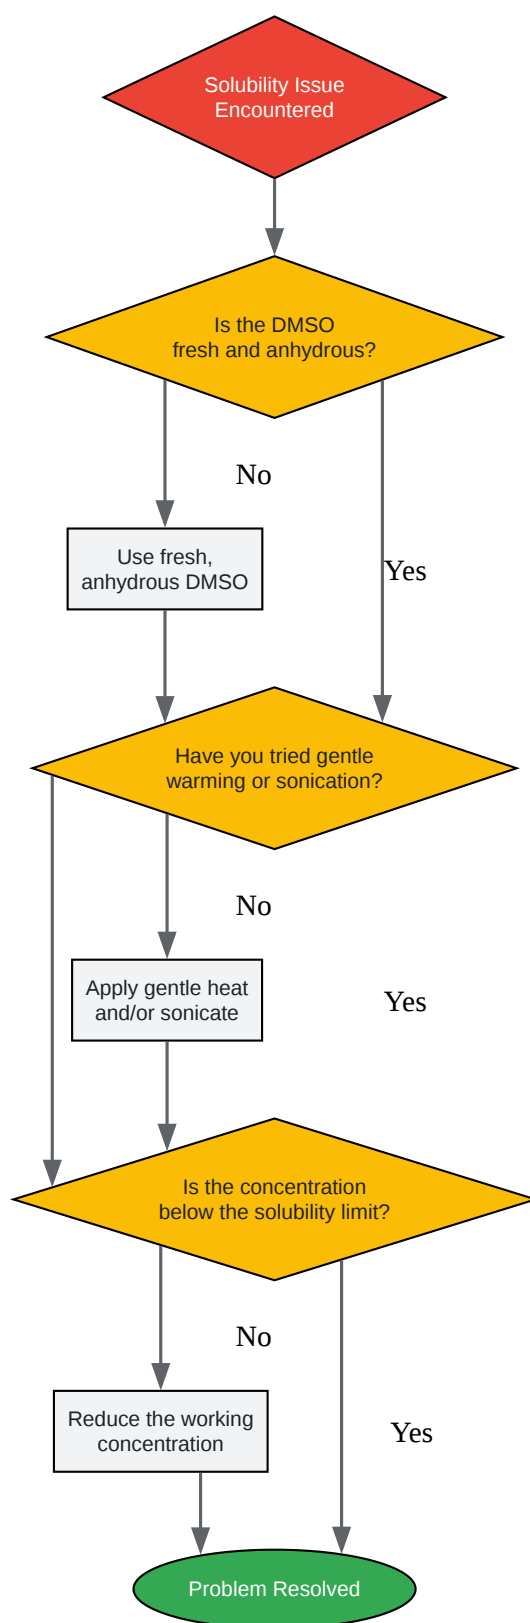 Solubility Issue
Encountered
Is the DMSO
fresh and anhydrous?
No
Use fresh,
anhydrous DMSO
Yes
Have you tried gentle
warming or sonication?
No
Apply gentle heat
and/or sonicate
Yes
Is the concentration
below the solubility limit?
No
Reduce the working
concentration
Yes
Problem Resolved